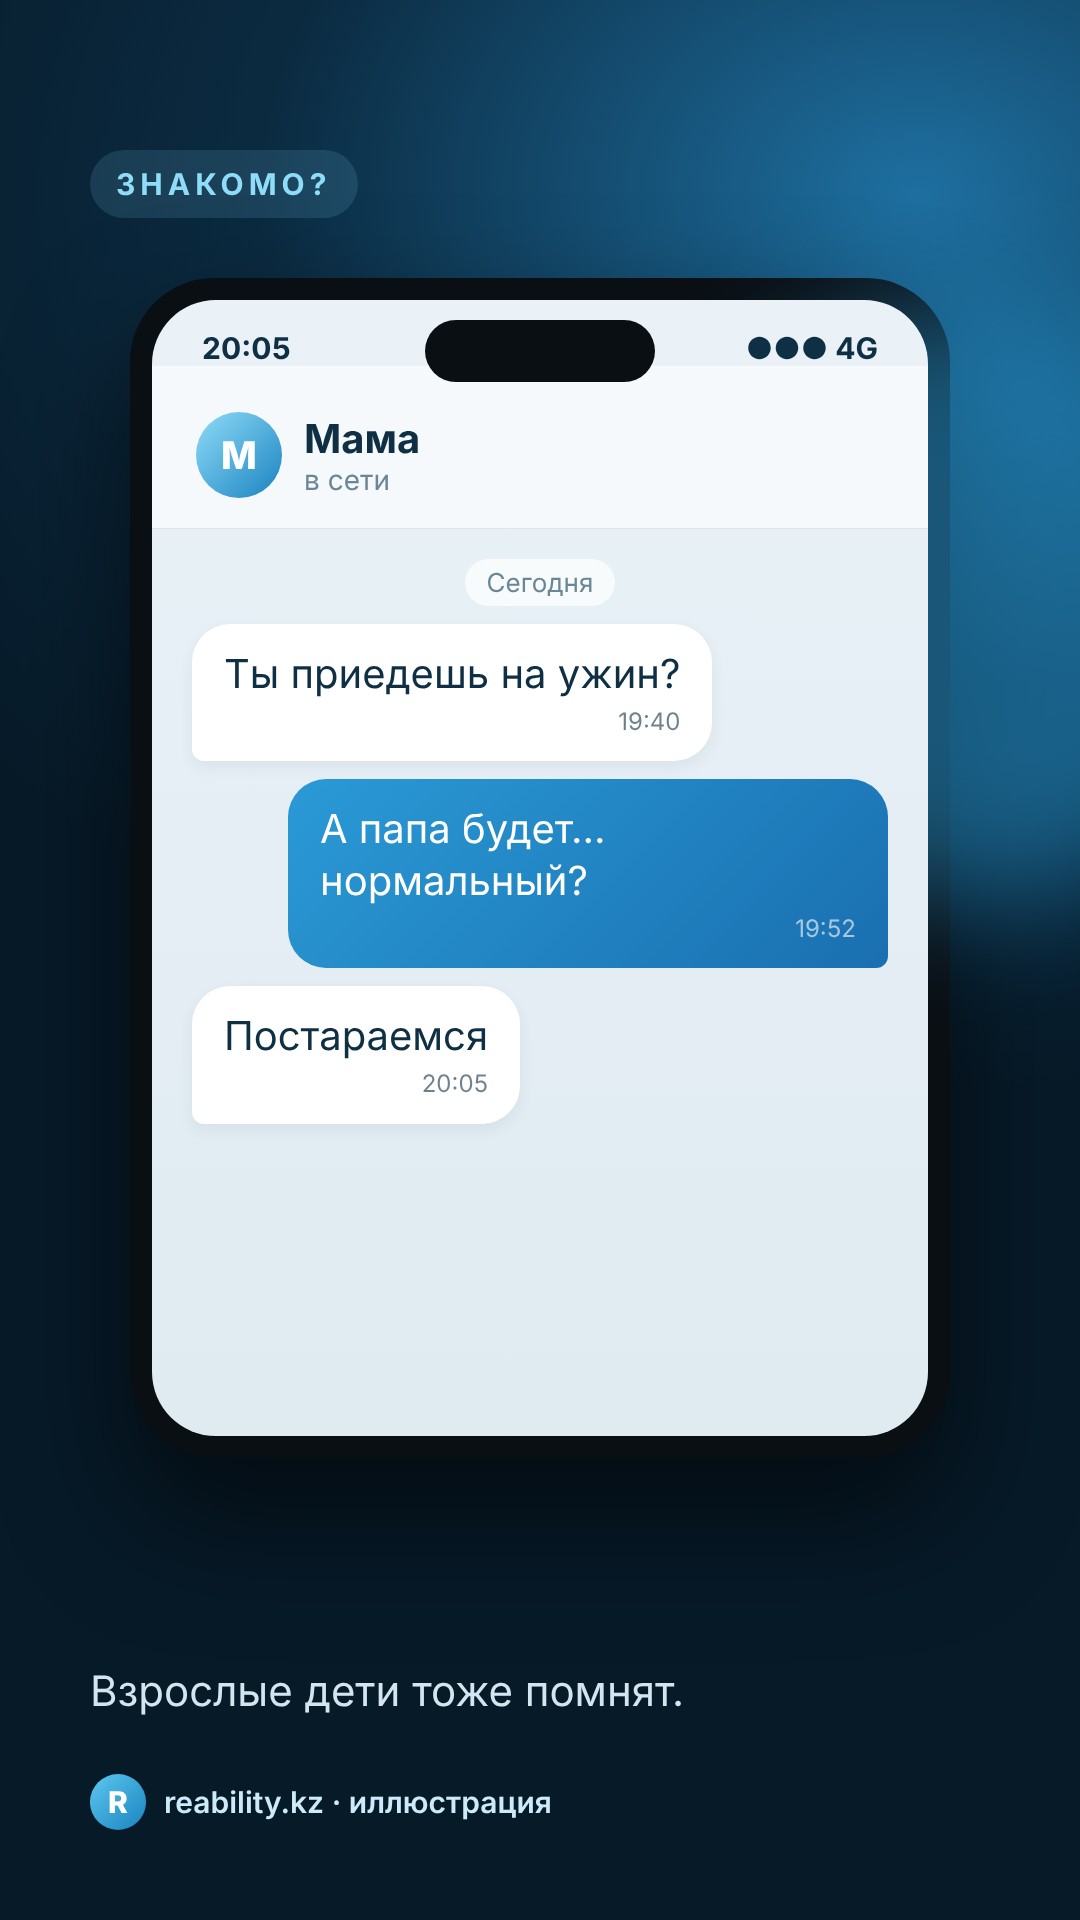 ЗНАКОМО?
20:05
4G
М
Мама
в сети
Сегодня
Ты приедешь на ужин?
19:40
А папа будет...
нормальный?
19:52
Постараемся
20:05
Взрослые дети тоже помнят.
R
reability.kz · иллюстрация